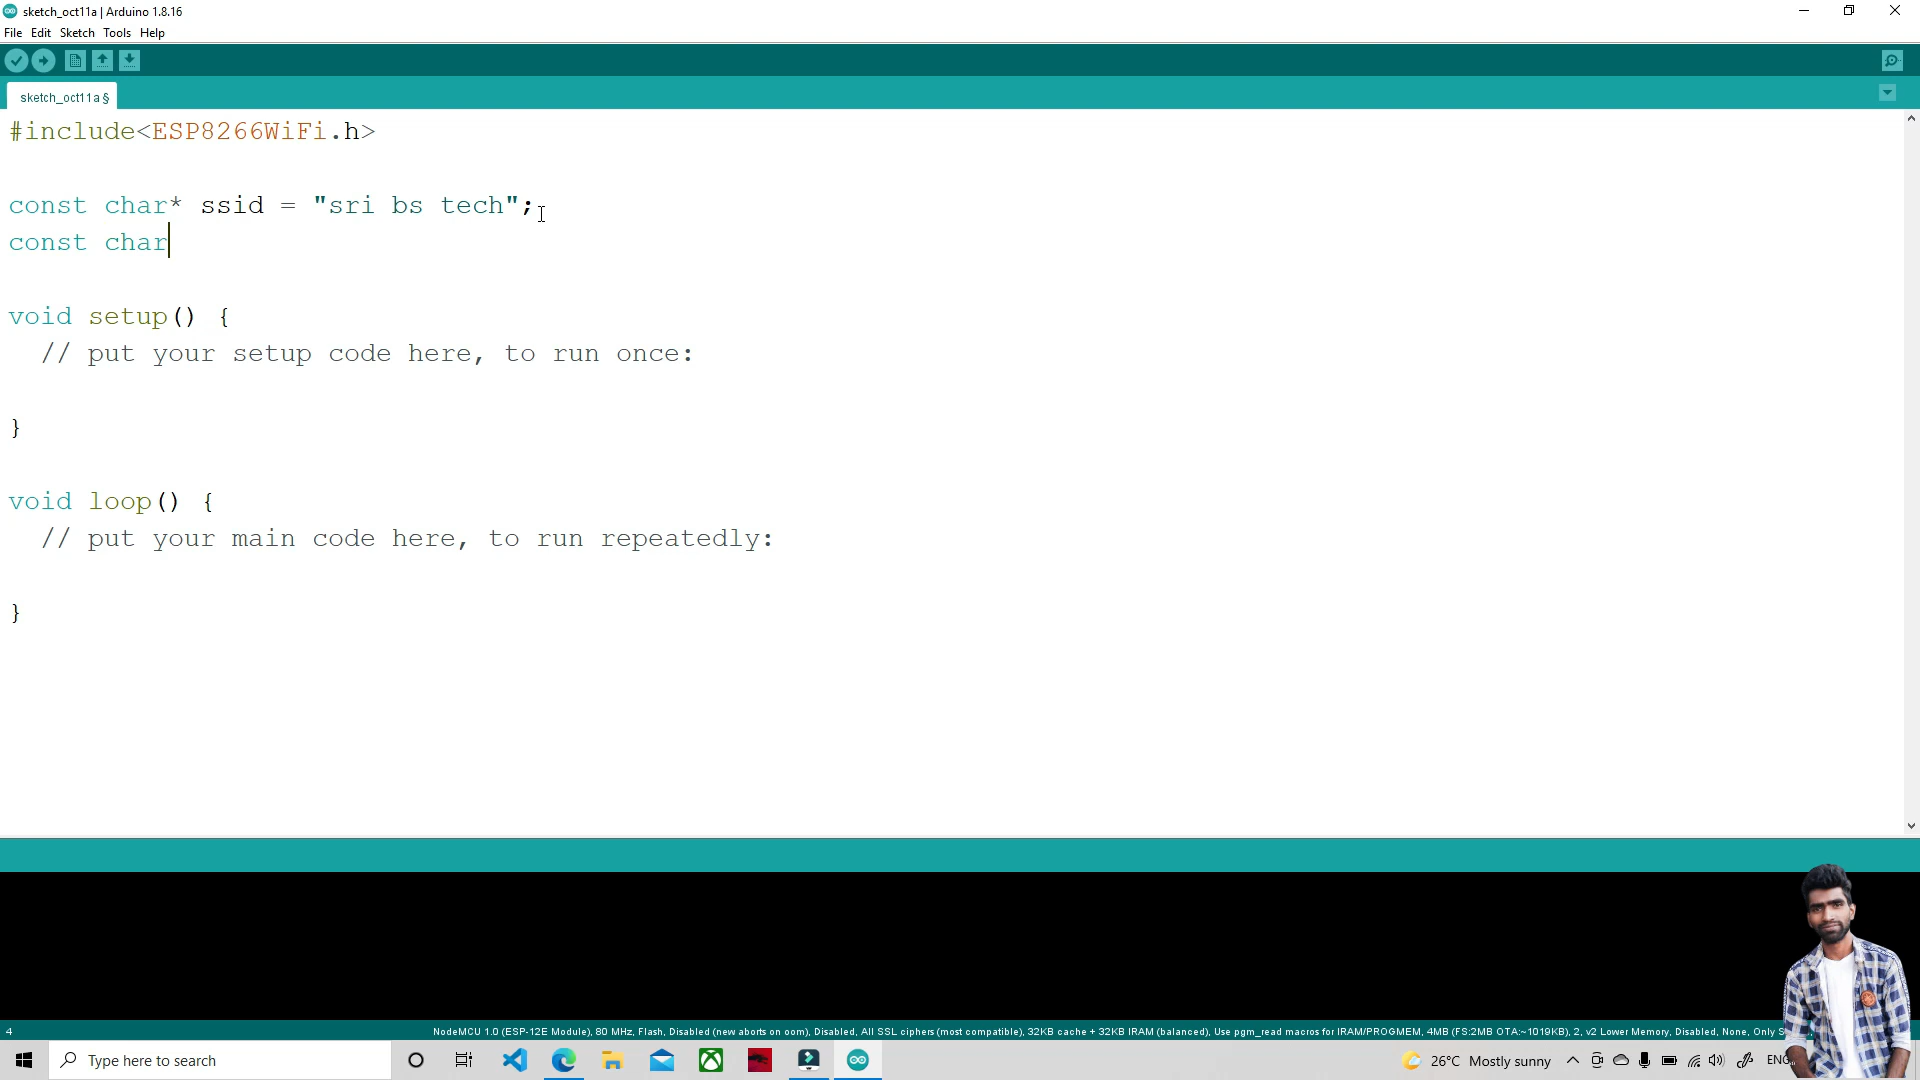 sketch_oct11a | Arduino 1.8.16
File Edit Sketch Tools Help
sketch_oct11a §
#include<ESP8266WiFi.h>
const char* ssid = "sri bs tech";
const char
void setup() {
// put your setup code here, to run once:
}
void loop() {
// put your main code here, to run repeatedly:
}
4
NodeMCU 1.0 (ESP-12E Module), 80 MHz, Flash, Disabled (new aborts on oom), Disabled, All SSL ciphers (most compatible), 32KB cache + 32KB IRAM (balanced), Use pgm_read macros for IRAM/PROGMEM, 4MB (FS:2MB OTA:~1019KB), 2, v2 Lower Memory, Disabled, None, Only S
Type here to search
26°C Mostly sunny
ENG